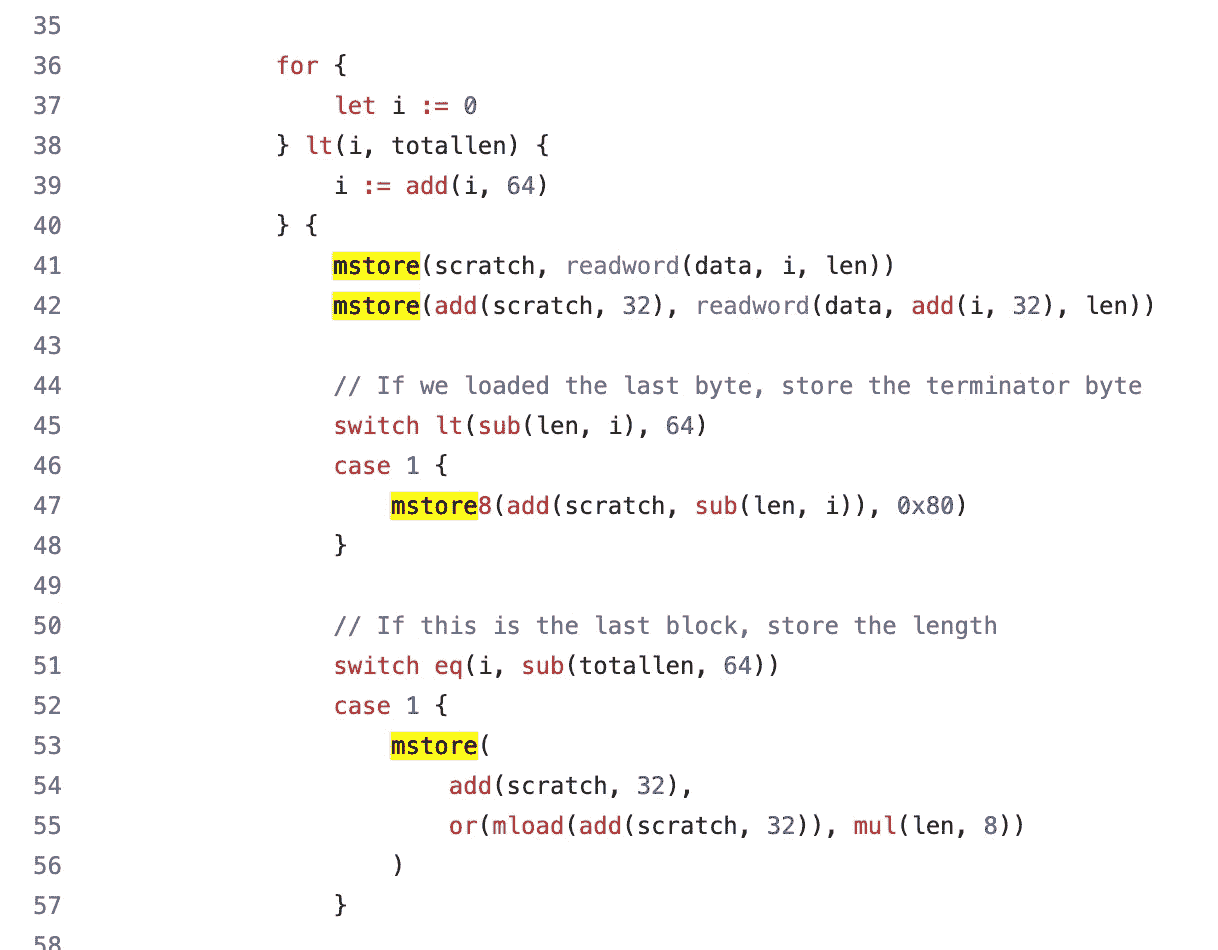 35
36 for {
37 let i := 0
38 } lt(i, totallen) {
39 i := add(i, 64)
40 } {
41 mstore(scratch, readword(data, i, len))
42 mstore(add(scratch, 32), readword(data, add(i, 32), len))
43
44 // If we loaded the last byte, store the terminator byte
45 switch lt(sub(len, i), 64)
46 case 1 {
47 mstore8(add(scratch, sub(len, i)), 0x80)
48 }
49
50 // If this is the last block, store the length
51 switch eq(i, sub(totallen, 64))
52 case 1 {
53 mstore(
54 add(scratch, 32),
55 or(mload(add(scratch, 32)), mul(len, 8))
56 )
57 }
58